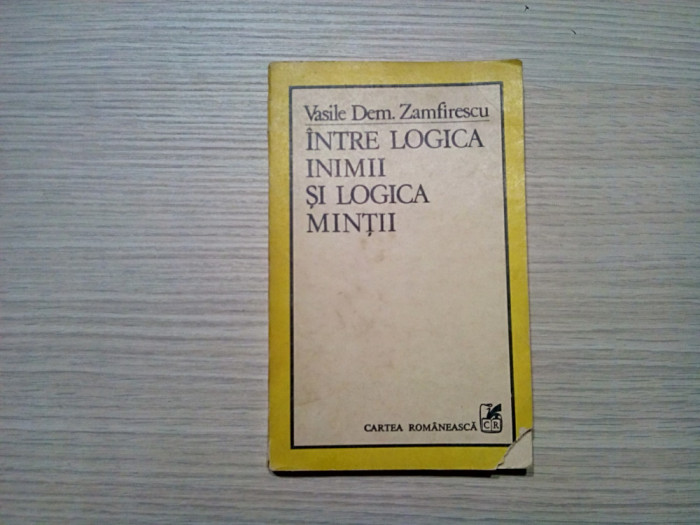 Vasile Dem. Zamfirescu
ÎNTRE LOGICA
INIMII
ȘI LOGICA
MINȚII
CARTEA ROMÂNEASCĂ
CR